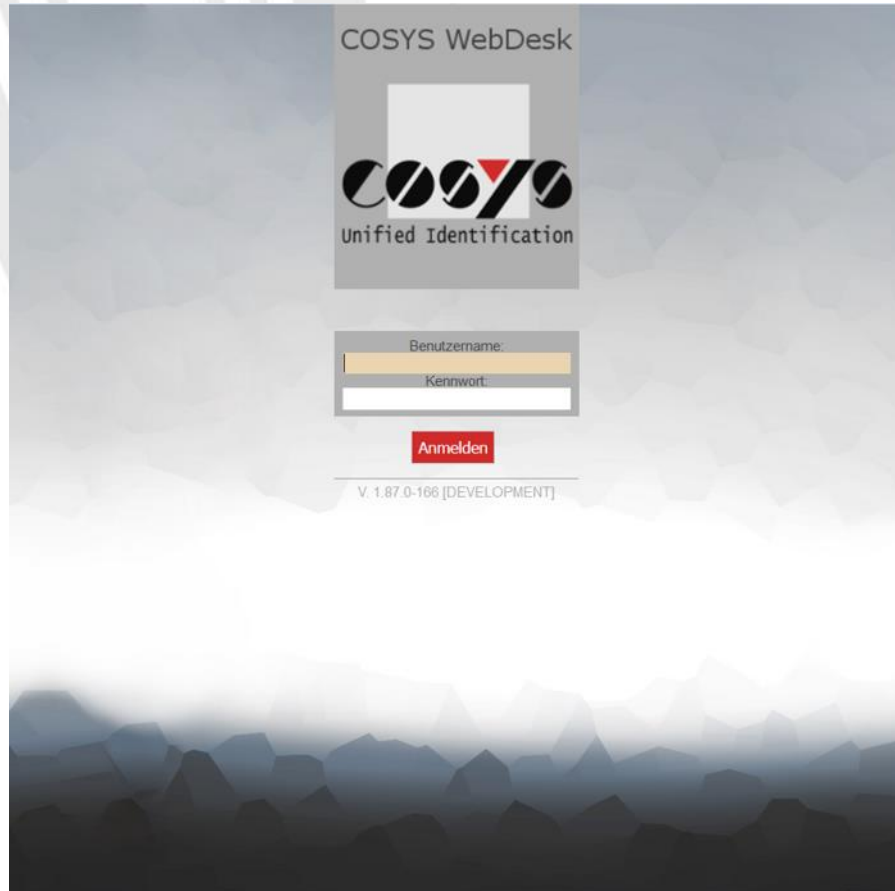 COSYS WebDesk
COSYS
Unified Identification
Benutzername:
Kennwort:
Anmelden
V. 1.87.0-166 [DEVELOPMENT]